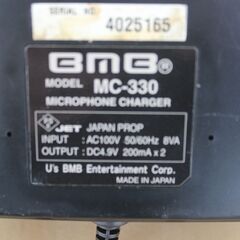 SERIAL NO.
4025165
BMB®
MODEL MC-330
MICROPHONE CHARGER
JET JAPAN PROP
INPUT : AC100V 50/60Hz 8VA
OUTPUT : DC4.9V 200mA x 2
U's BMB Entertainment Corp.
MADE IN JAPAN